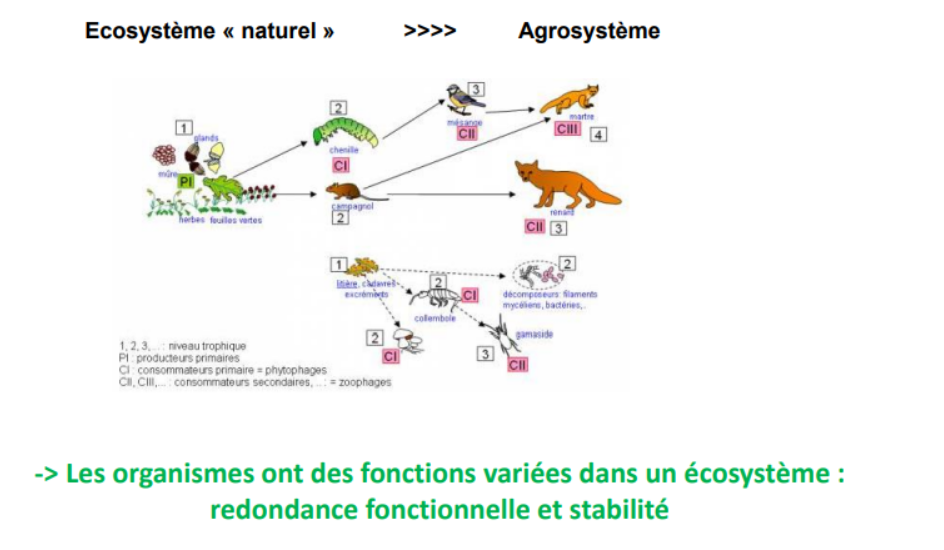 Ecosystème « naturel » >>>> Agrosystème
3
2
mésange
CII
martre
CIII 4
1
glands
mûre
PI
herbes feuilles vertes
chenille
CI
campagnol
2
renard
CII 3
1
litière, cadavres
excréments
2
CI
collembole
2
décomposeurs: filaments
mycéliens, bactéries,.
2
CI
gamaside
3
CII
1, 2, 3,... : niveau trophique
PI : producteurs primaires
CI : consommateurs primaire = phytophages
CII, CIII,... : consommateurs secondaires, ... : = zoophages
-> Les organismes ont des fonctions variées dans un écosystème :
redondance fonctionnelle et stabilité